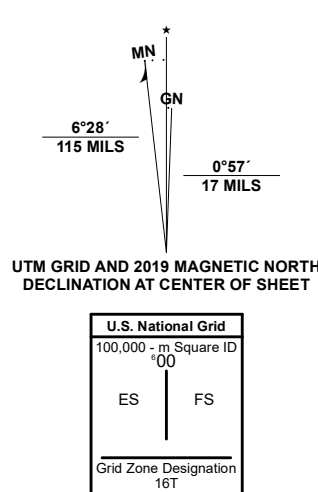 ★
MN
GN
6°28´
115 MILS
0°57´
17 MILS
UTM GRID AND 2019 MAGNETIC NORTH
DECLINATION AT CENTER OF SHEET
U.S. National Grid
100,000 - m Square ID
⁶00
ES FS
Grid Zone Designation
16T